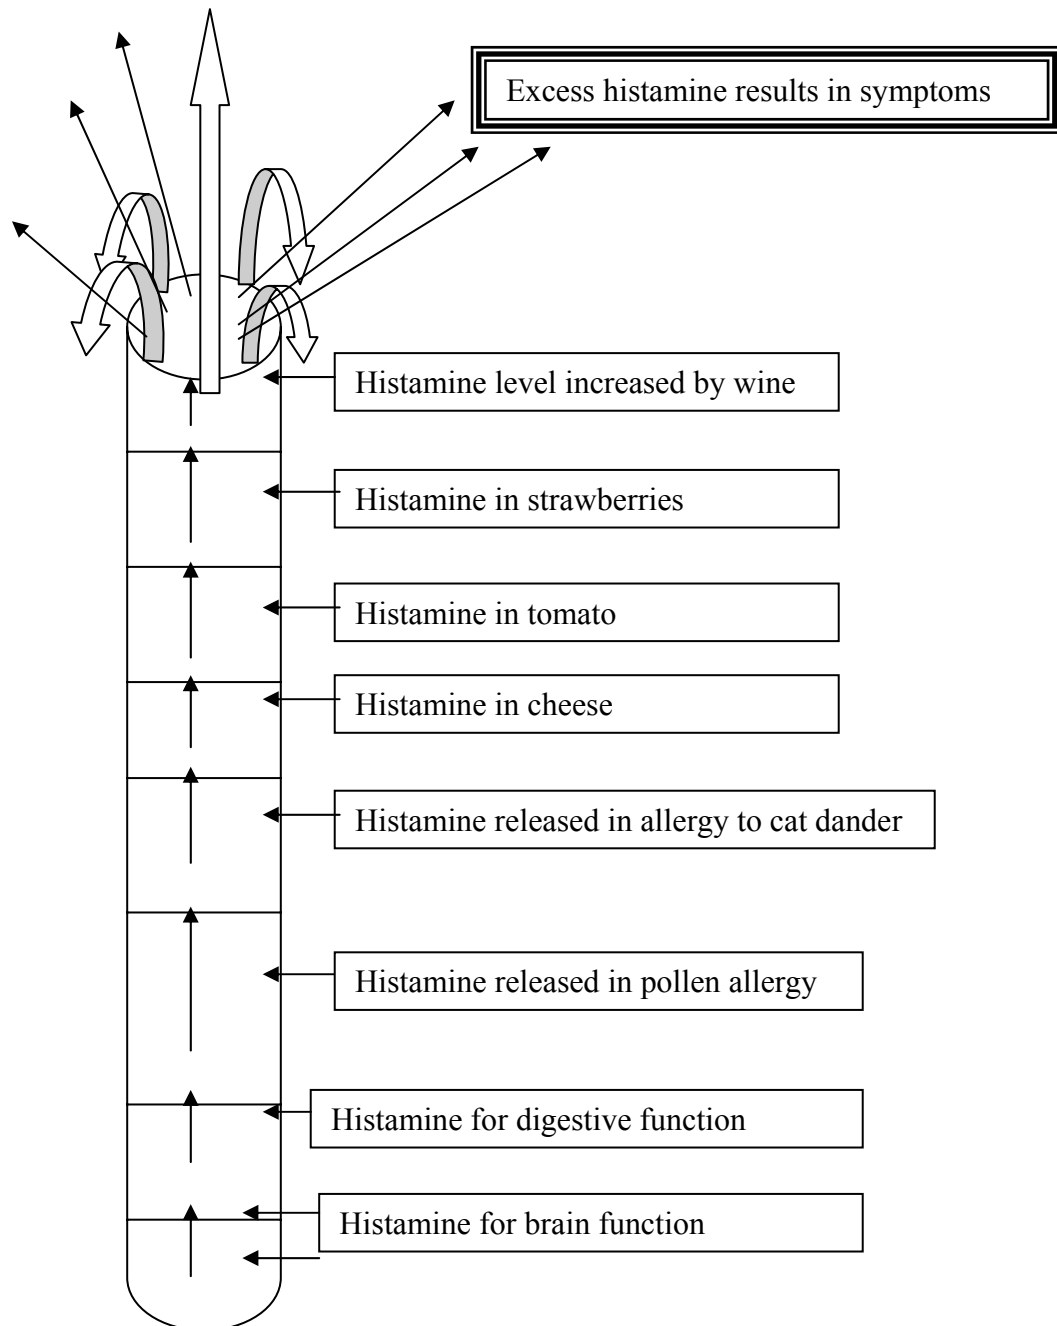 Excess histamine results in symptoms
Histamine level increased by wine
Histamine in strawberries
Histamine in tomato
Histamine in cheese
Histamine released in allergy to cat dander
Histamine released in pollen allergy
Histamine for digestive function
Histamine for brain function